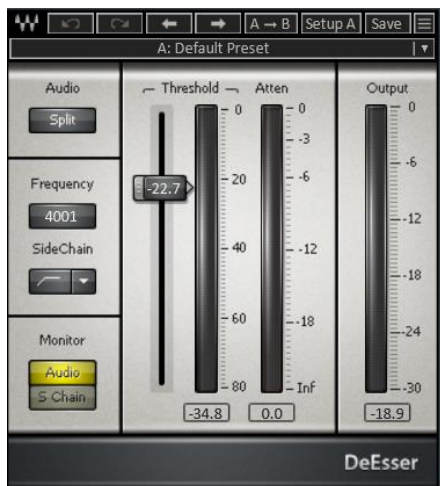 A → B Setup A Save
A: Default Preset
Audio
Split
Frequency
4001
SideChain
Monitor
Audio
S Chain
Threshold
-22.7
0
20
40
60
80
-34.8
Atten
0
-3
-6
-12
-18
Inf
0.0
Output
0
-6
-12
-18
-24
-30
-18.9
DeEsser